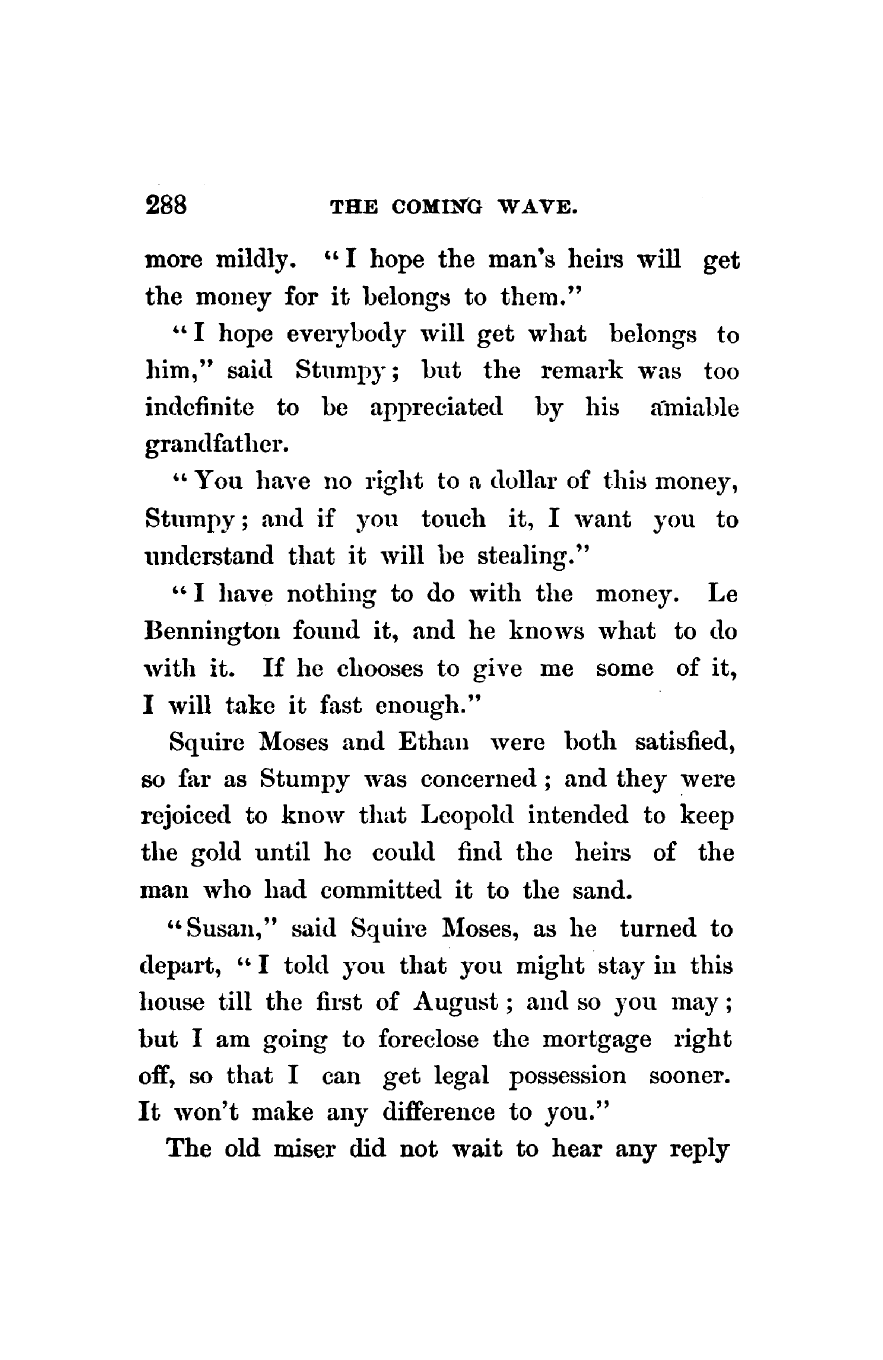 288 THE COMING WAVE.
more mildly. "I hope the man's heirs will get
the money for it belongs to them."
"I hope everybody will get what belongs to
him," said Stumpy; but the remark was too
indefinite to be appreciated by his amiable
grandfather.
"You have no right to a dollar of this money,
Stumpy; and if you touch it, I want you to
understand that it will be stealing."
"I have nothing to do with the money. Le
Bennington found it, and he knows what to do
with it. If he chooses to give me some of it,
I will take it fast enough."
Squire Moses and Ethan were both satisfied,
so far as Stumpy was concerned; and they were
rejoiced to know that Leopold intended to keep
the gold until he could find the heirs of the
man who had committed it to the sand.
"Susan," said Squire Moses, as he turned to
depart, "I told you that you might stay in this
house till the first of August; and so you may;
but I am going to foreclose the mortgage right
off, so that I can get legal possession sooner.
It won't make any difference to you."
The old miser did not wait to hear any reply